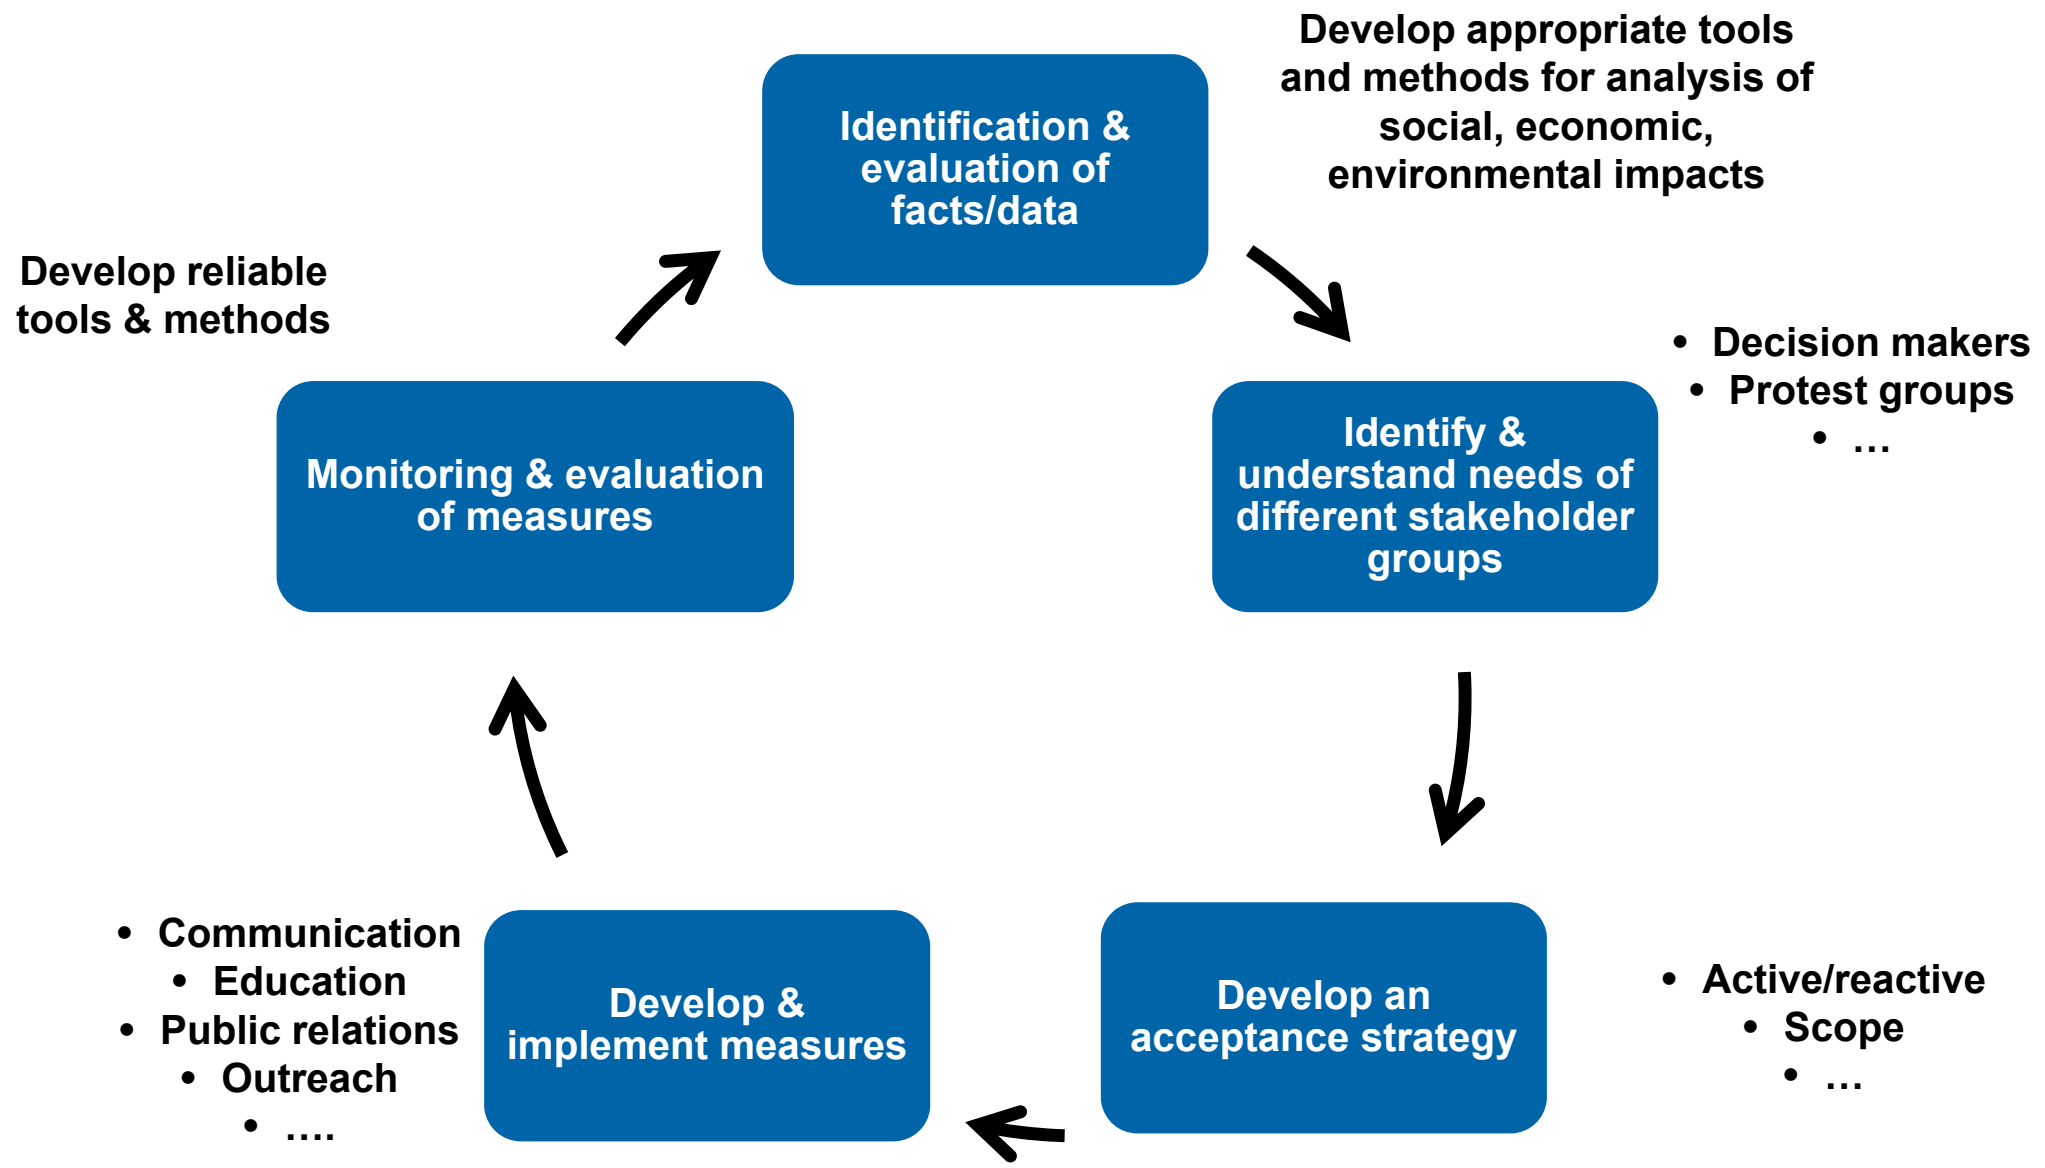 Develop appropriate tools
and methods for analysis of
social, economic,
environmental impacts
Identification &
evaluation of
facts/data
Develop reliable
tools & methods
• Decision makers
• Protest groups
• …
Identify &
understand needs of
different stakeholder
groups
Monitoring & evaluation
of measures
• Communication
• Education
• Public relations
• Outreach
• ….
Develop &
implement measures
Develop an
acceptance strategy
• Active/reactive
• Scope
• …